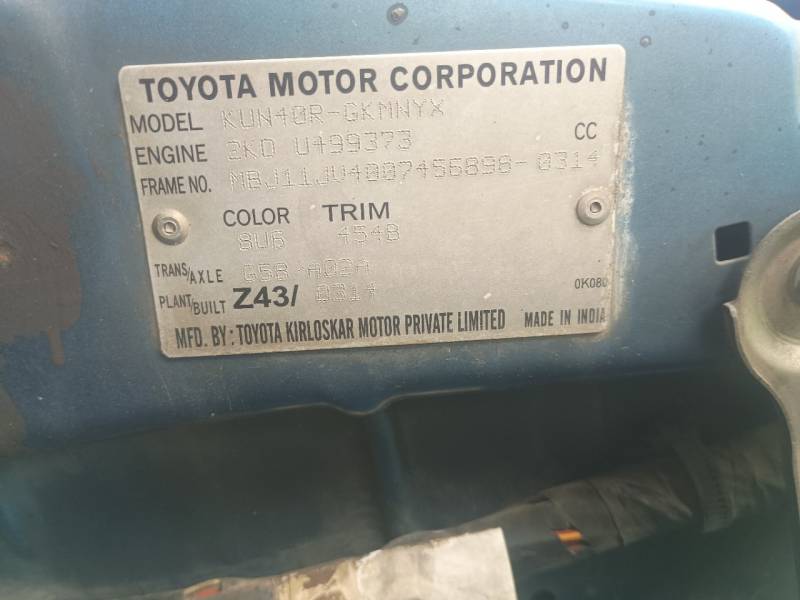 TOYOTA MOTOR CORPORATION
MODEL KUN40R-GKMNYX
ENGINE 2KD U499373 CC
FRAME NO. MBJ11JV4007456898-0314
COLOR TRIM
8U6 454B
TRANS/AXLE G5B/A02A
PLANT/BUILT Z43/ 0314
0K080
MFD. BY : TOYOTA KIRLOSKAR MOTOR PRIVATE LIMITED MADE IN INDIA